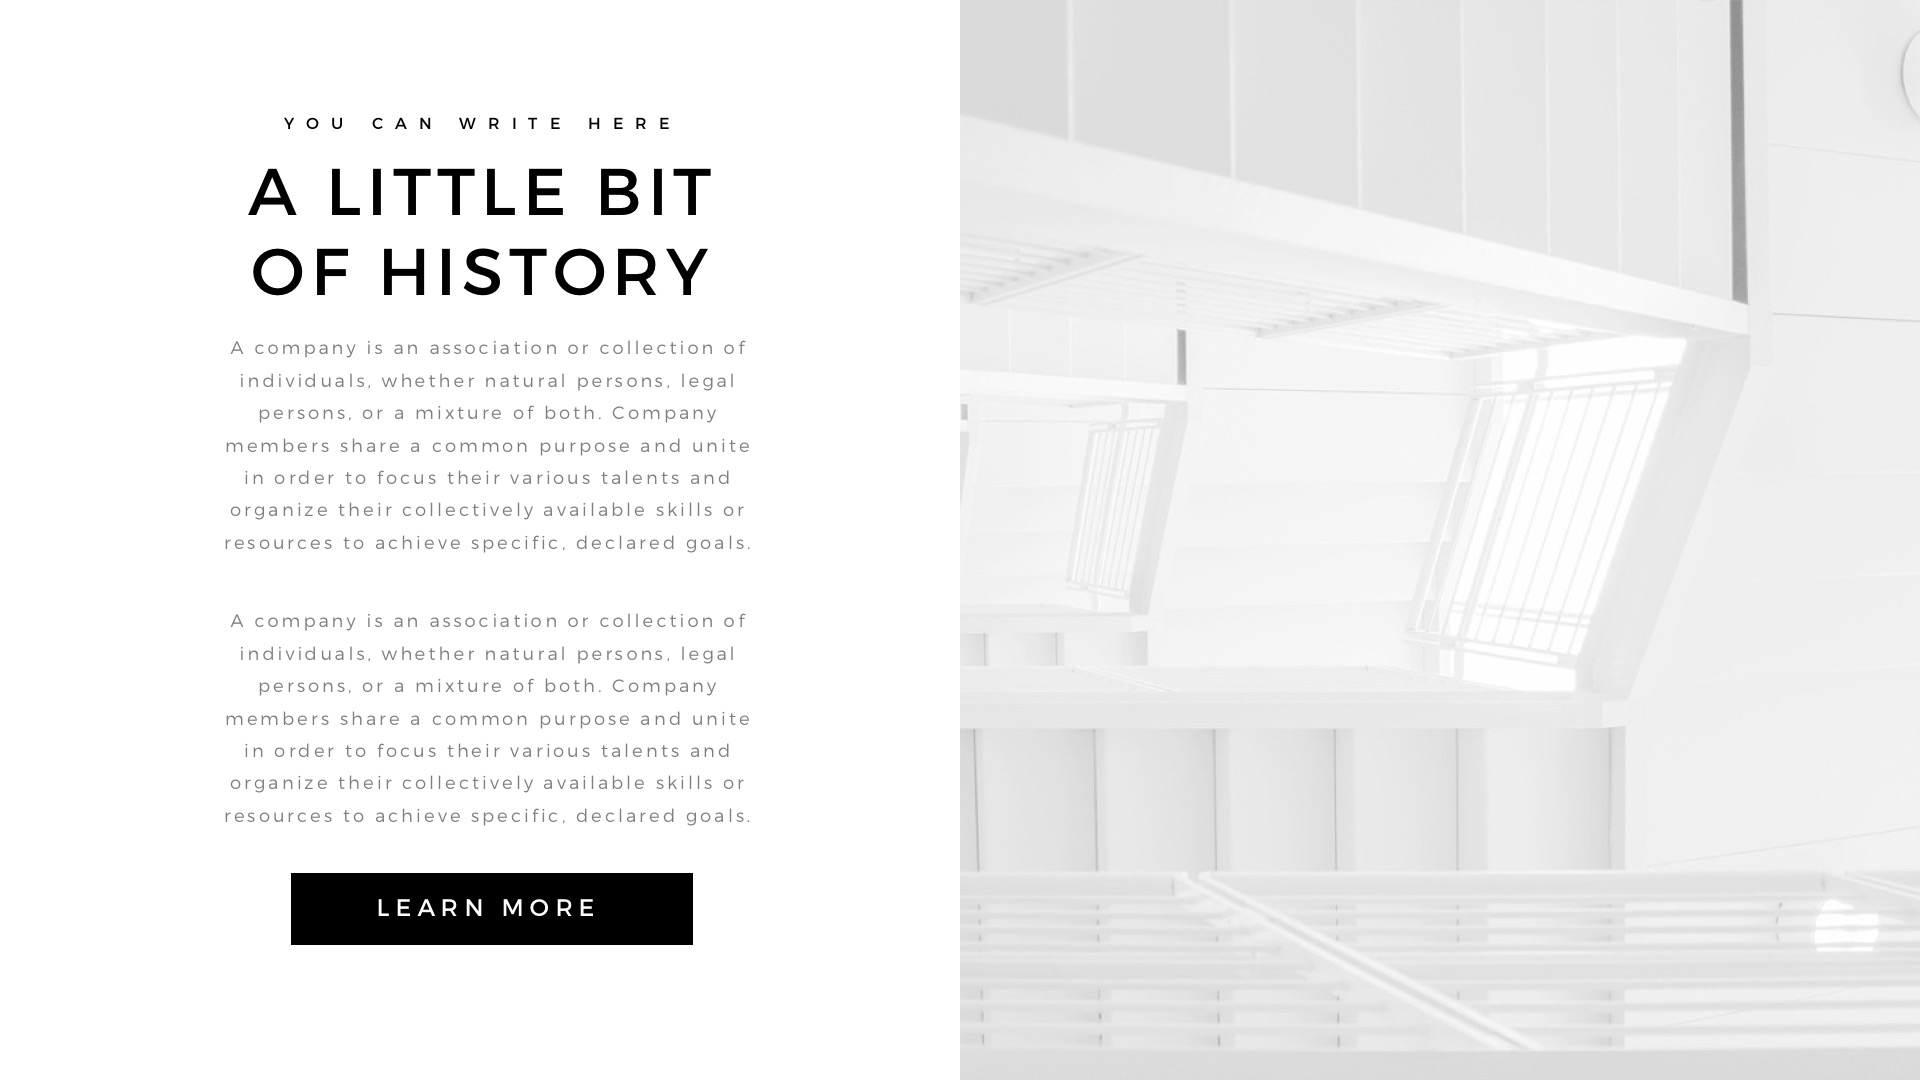 YOU CAN WRITE HERE
A LITTLE BIT
OF HISTORY
A company is an association or collection of
individuals, whether natural persons, legal
persons, or a mixture of both. Company
members share a common purpose and unite
in order to focus their various talents and
organize their collectively available skills or
resources to achieve specific, declared goals.
A company is an association or collection of
individuals, whether natural persons, legal
persons, or a mixture of both. Company
members share a common purpose and unite
in order to focus their various talents and
organize their collectively available skills or
resources to achieve specific, declared goals.
LEARN MORE